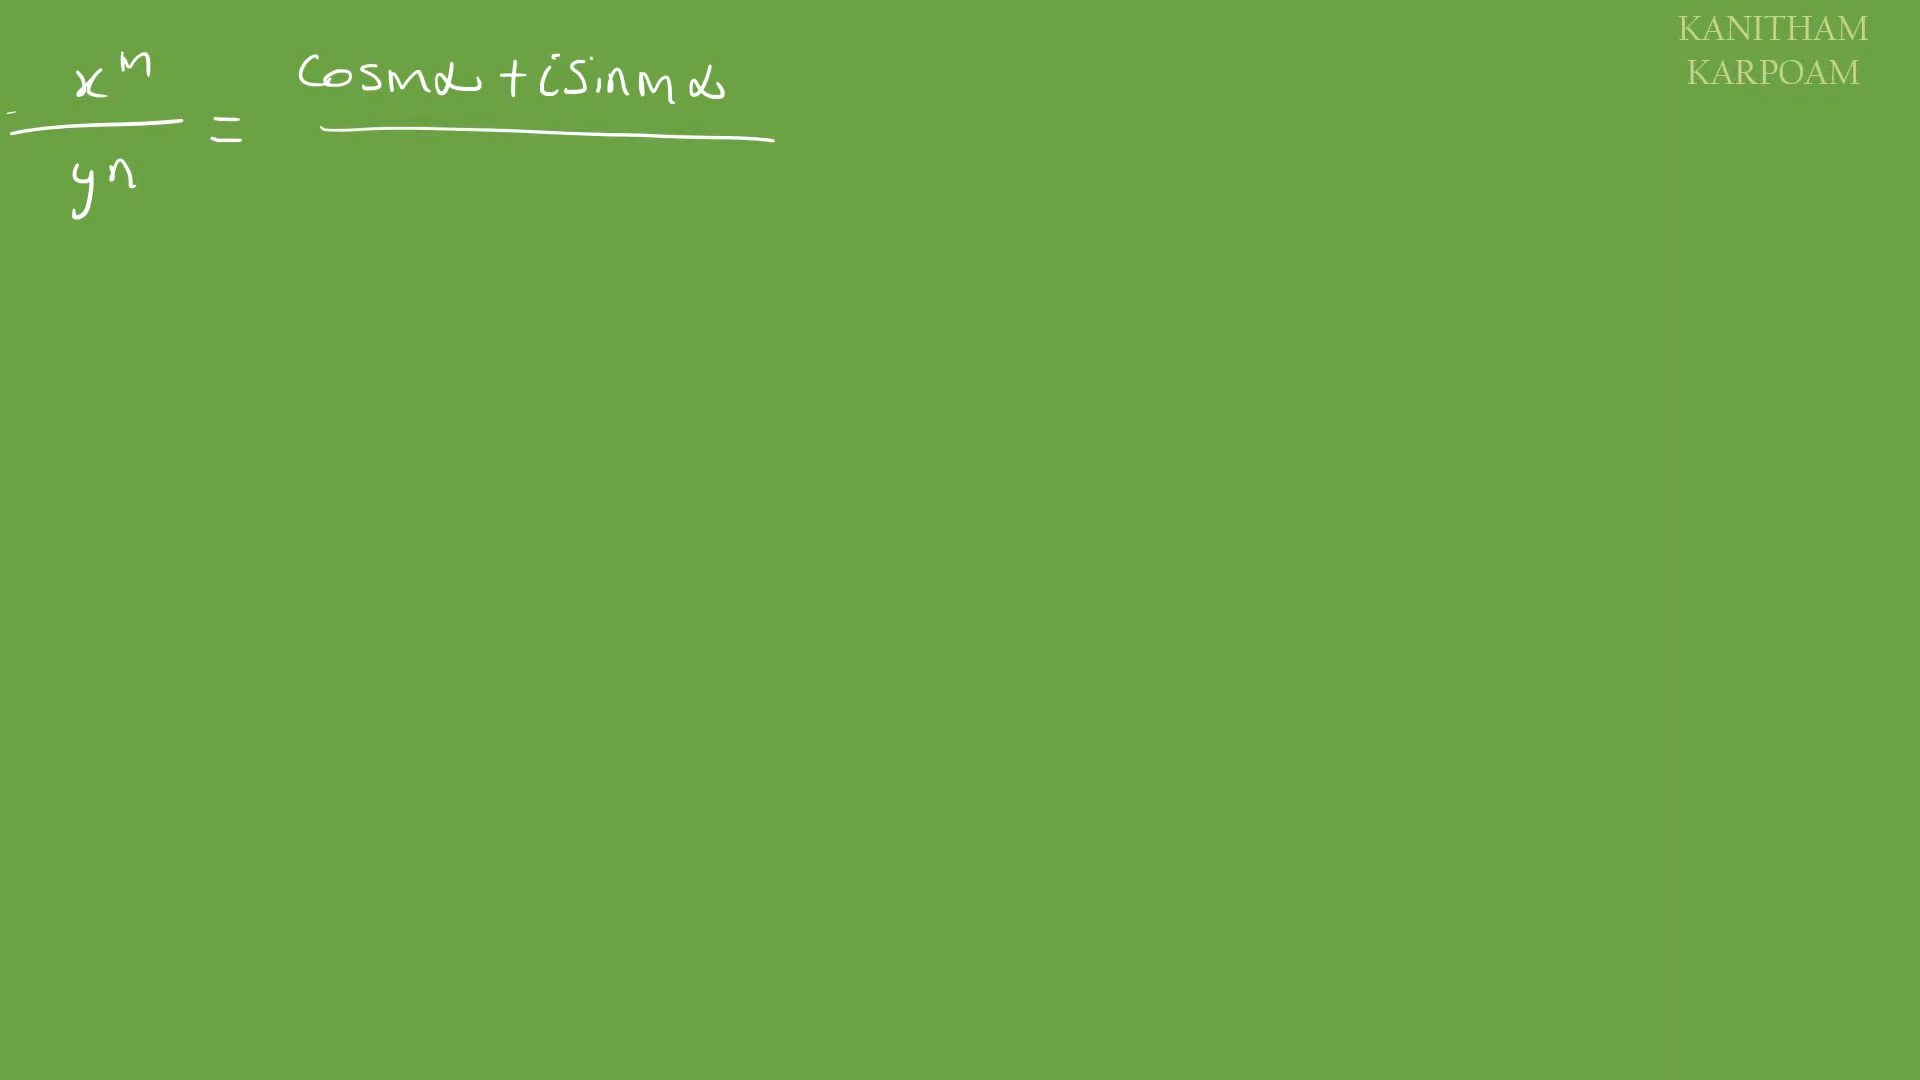 x^m / y^n = cosmα + isinmα /
KANITHAM
KARPOAM